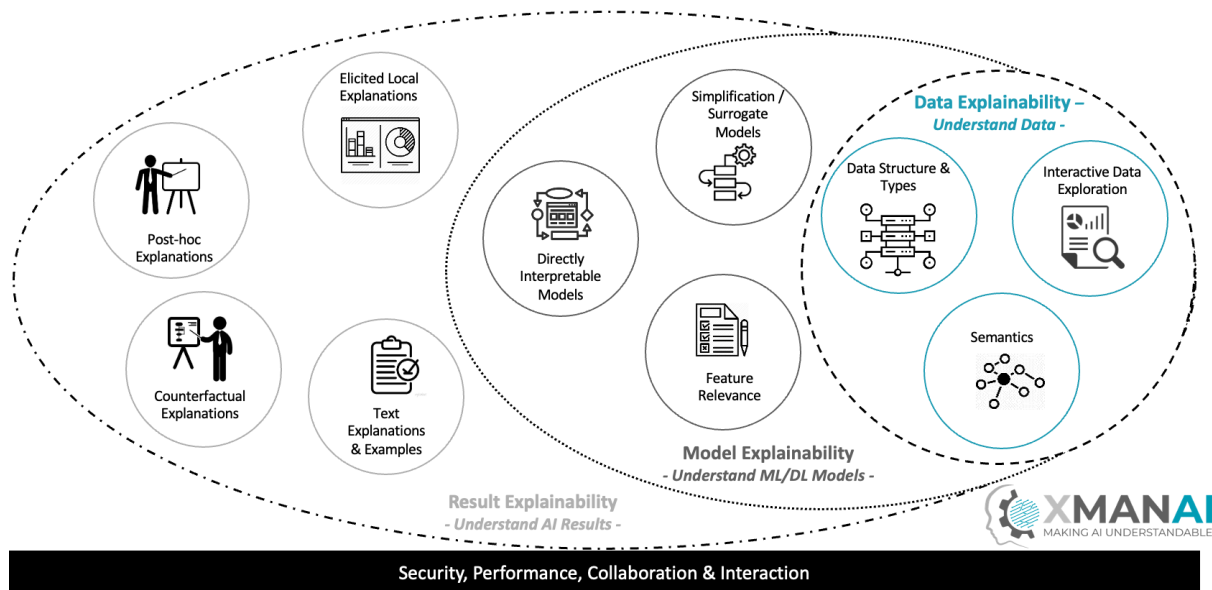 Elicited Local
Explanations
Post-hoc
Explanations
Counterfactual
Explanations
Text
Explanations
& Examples
Result Explainability
- Understand AI Results -
Simplification /
Surrogate
Models
Directly
Interpretable
Models
Feature
Relevance
Model Explainability
- Understand ML/DL Models -
Data Explainability –
Understand Data -
Data Structure &
Types
Interactive Data
Exploration
Semantics
XMANAI
MAKING AI UNDERSTANDABLE
Security, Performance, Collaboration & Interaction